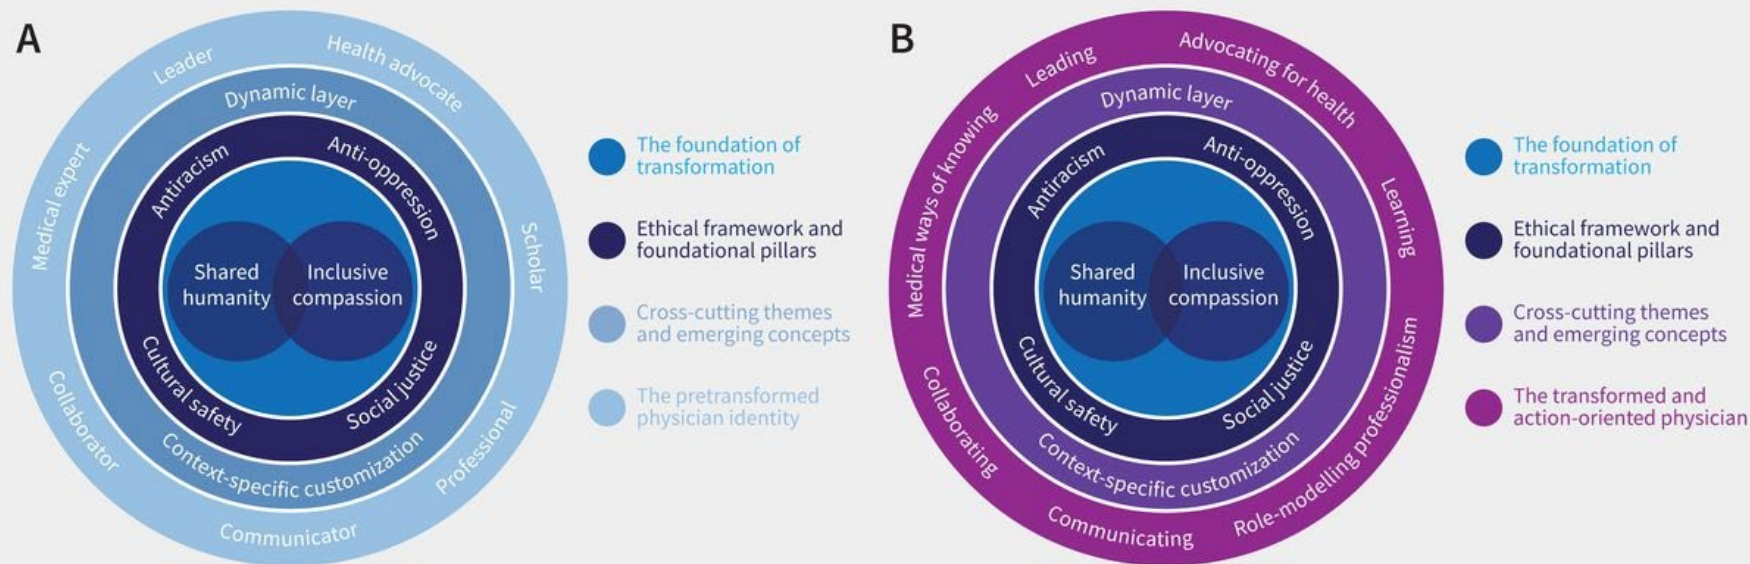 A
Leader
Health advocate
Medical expert
Scholar
Collaborator
Professional
Communicator
Dynamic layer
Context-specific customization
Antiracism
Anti-oppression
Cultural safety
Social justice
Shared
humanity
Inclusive
compassion
The foundation of
transformation
Ethical framework and
foundational pillars
Cross-cutting themes
and emerging concepts
The pretransformed
physician identity
B
Leading
Advocating for health
Medical ways of knowing
Learning
Collaborating
Role-modelling professionalism
Communicating
Dynamic layer
Context-specific customization
Antiracism
Anti-oppression
Cultural safety
Social justice
Shared
humanity
Inclusive
compassion
The foundation of
transformation
Ethical framework and
foundational pillars
Cross-cutting themes
and emerging concepts
The transformed and
action-oriented physician